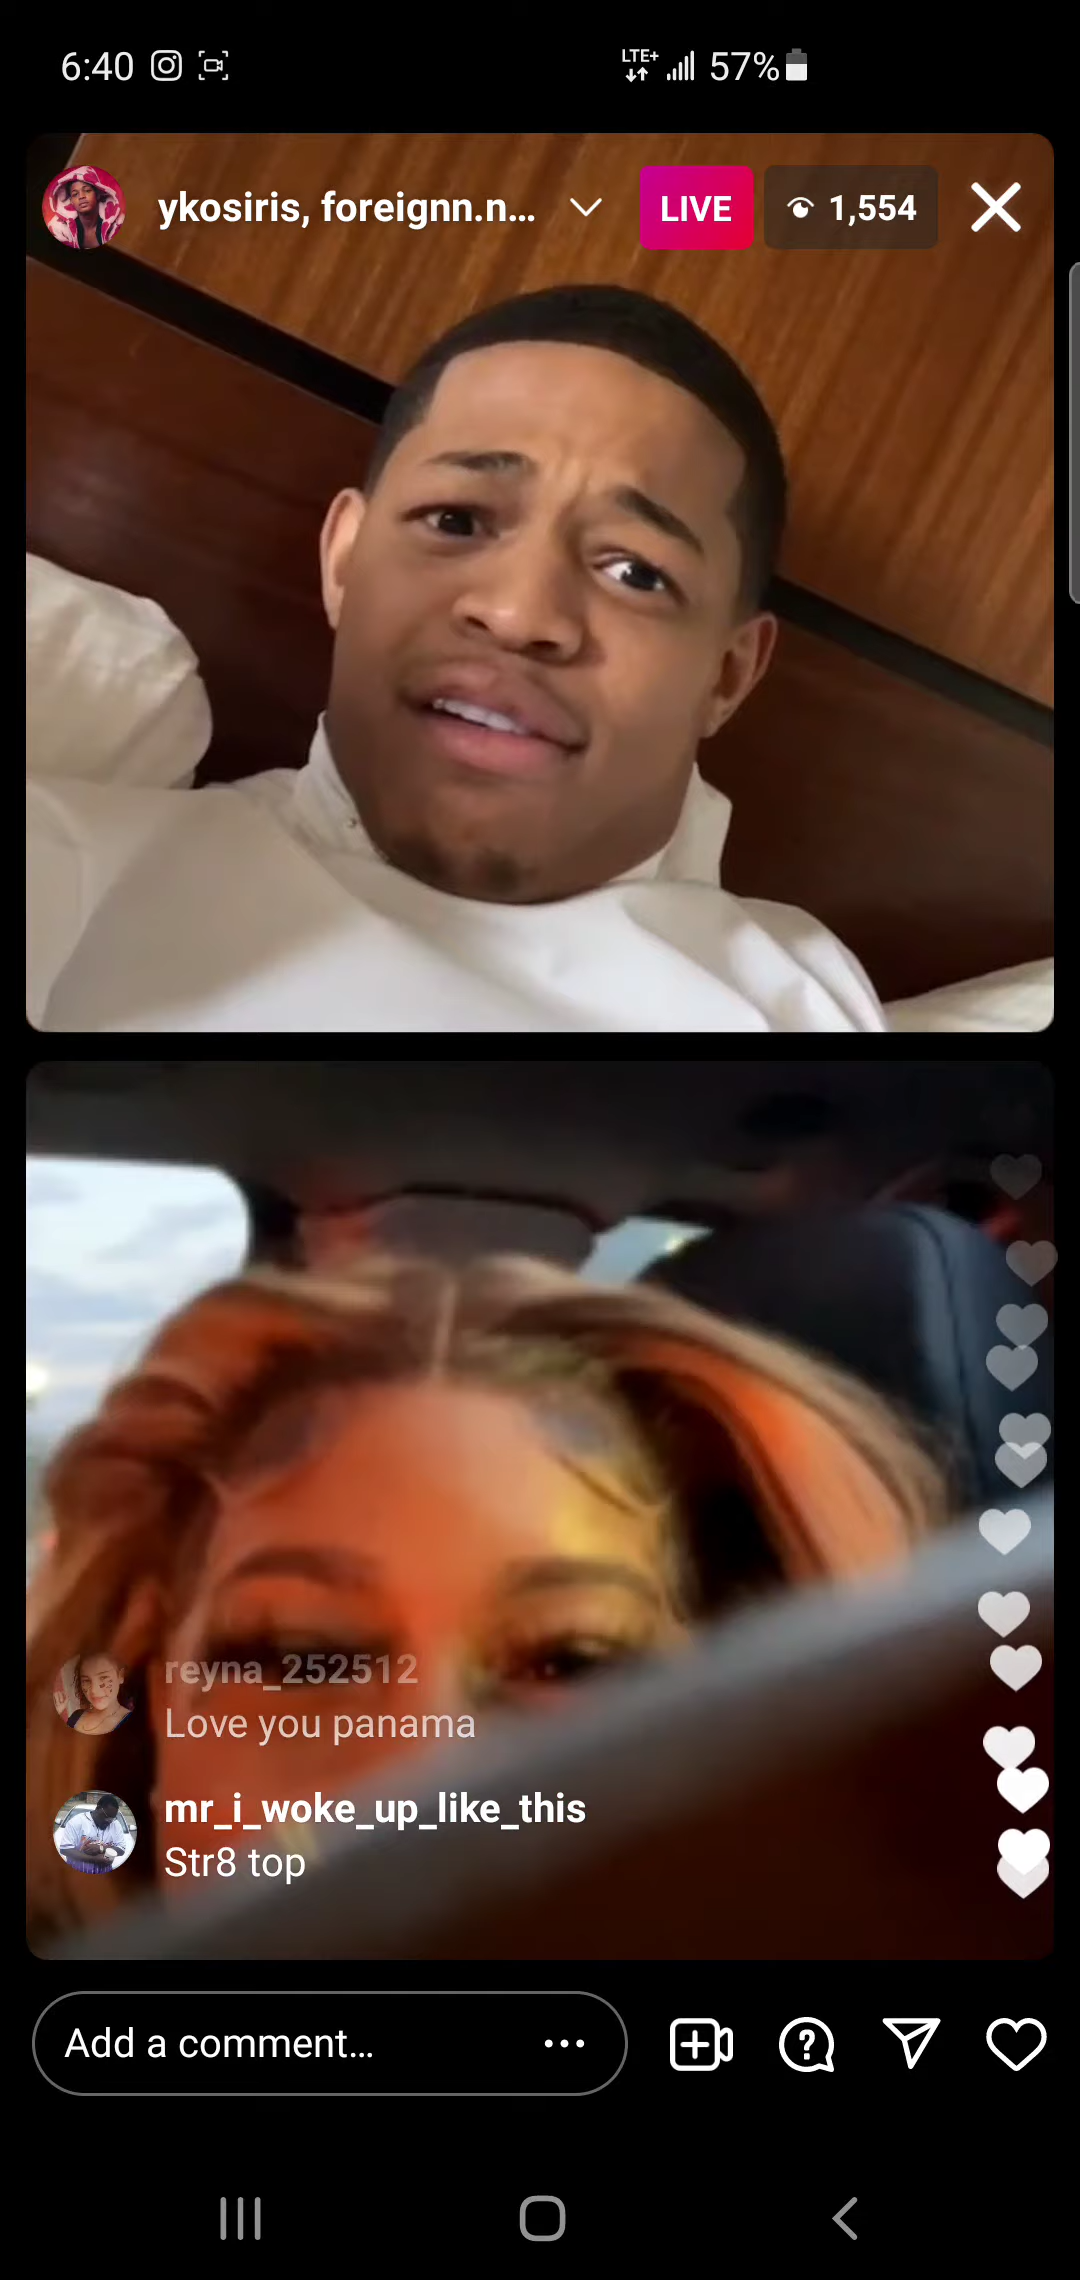 6:40
LTE+
57%
ykosiris, foreignn.n...
LIVE
1,554
reyna_252512
Love you panama
mr_i_woke_up_like_this
Str8 top
Add a comment...